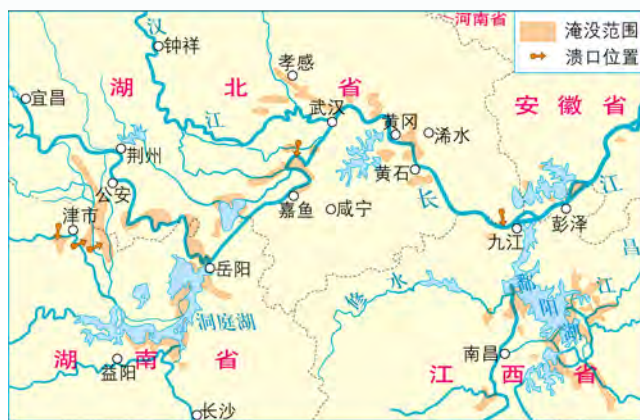 河南省
淹没范围
溃口位置
汉
钟祥
孝感
宜昌
湖北省
安徽省
江
武汉
黄冈
浠水
荆州
公安
黄石
长
江
津市
嘉鱼
咸宁
九江
彭泽
岳阳
昌
江
修水
鄱阳湖
洞庭湖
湖南省
益阳
南昌
江西省
长沙